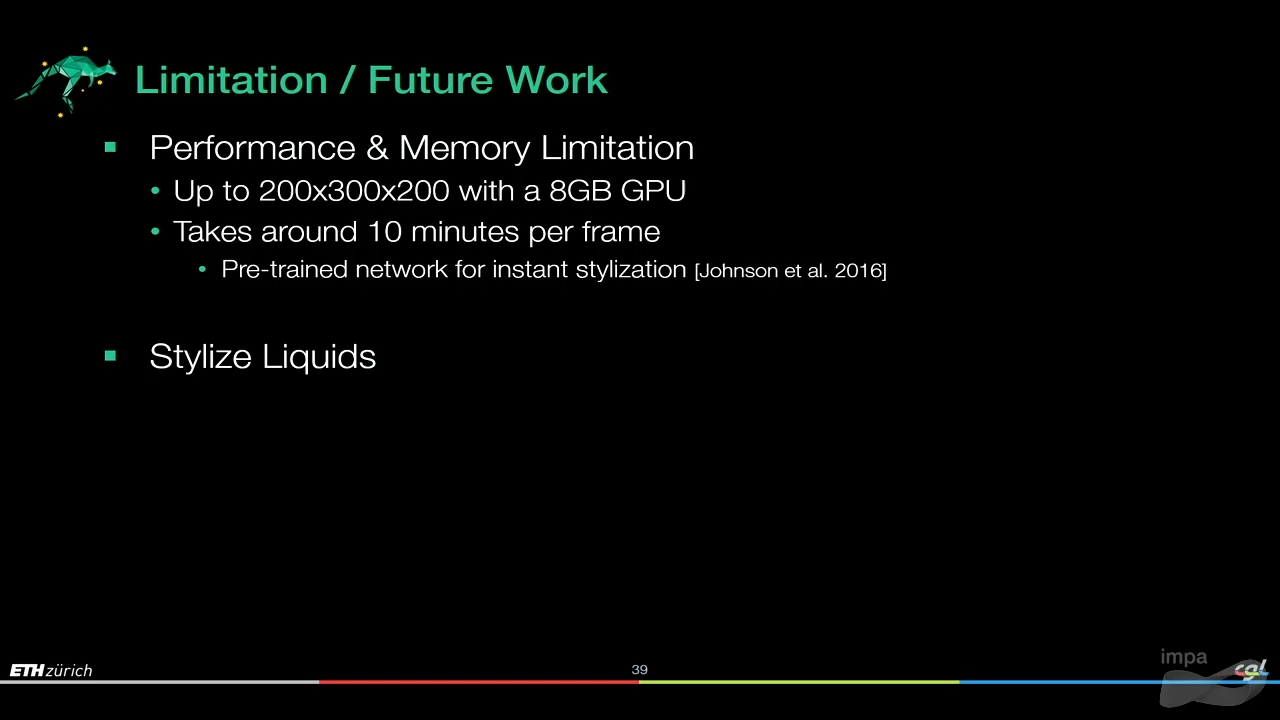 Limitation / Future Work
Performance & Memory Limitation
Up to 200x300x200 with a 8GB GPU
Takes around 10 minutes per frame
Pre-trained network for instant stylization [Johnson et al. 2016]
Stylize Liquids
ETH zürich
39
impa
cgl